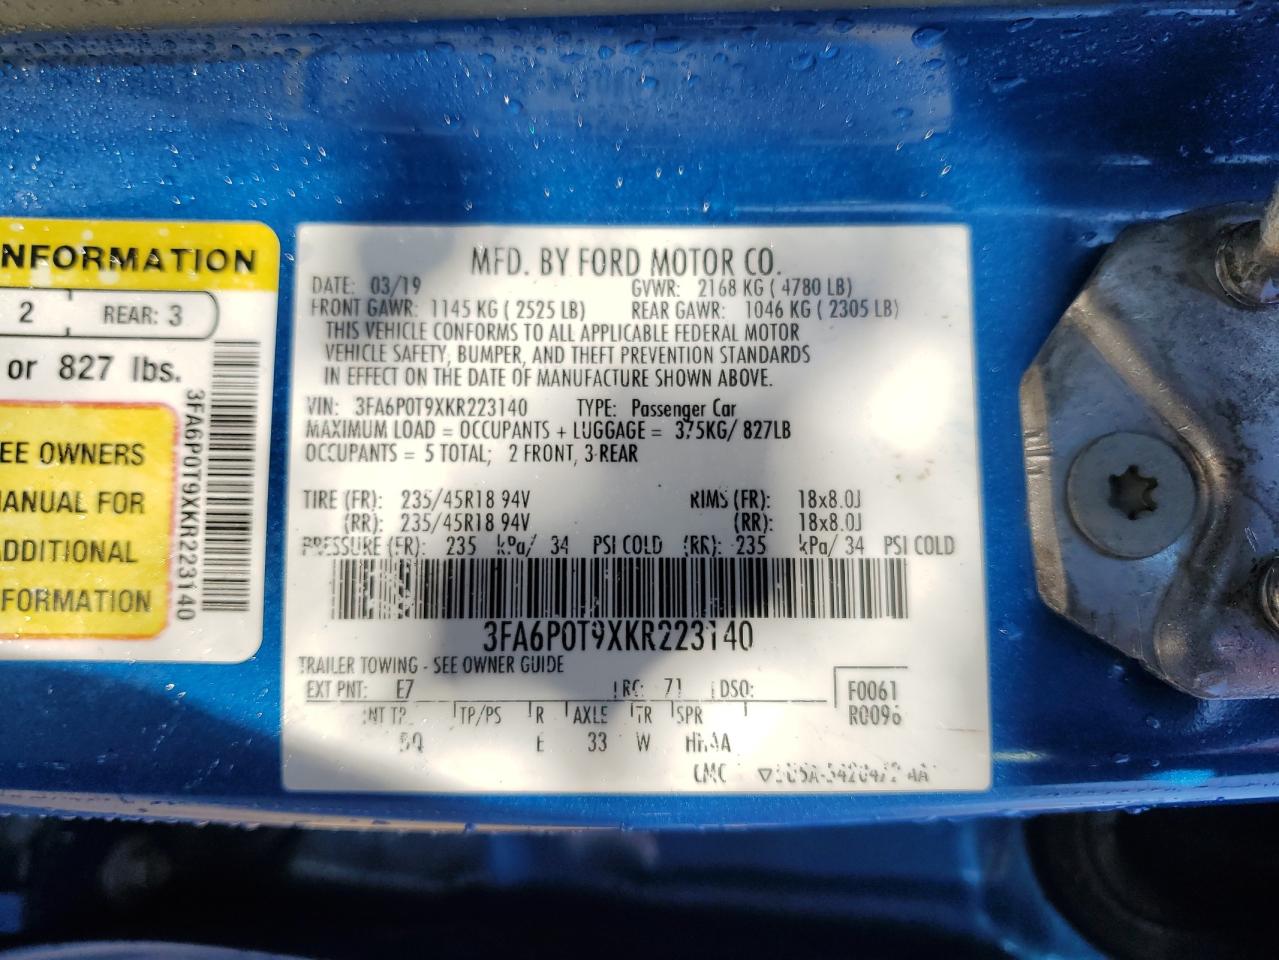 NFORMATION
2 REAR: 3
or 827 lbs.
EE OWNERS
MANUAL FOR
ADDITIONAL
FORMATION
3FA6P0T9XKR223140
MFD. BY FORD MOTOR CO.
DATE: 03/19 GVWR: 2168 KG ( 4780 LB)
FRONT GAWR: 1145 KG ( 2525 LB) REAR GAWR: 1046 KG ( 2305 LB)
THIS VEHICLE CONFORMS TO ALL APPLICABLE FEDERAL MOTOR
VEHICLE SAFETY, BUMPER, AND THEFT PREVENTION STANDARDS
IN EFFECT ON THE DATE OF MANUFACTURE SHOWN ABOVE.
VIN: 3FA6P0T9XKR223140 TYPE: Passenger Car
MAXIMUM LOAD = OCCUPANTS + LUGGAGE = 375KG/ 827LB
OCCUPANTS = 5 TOTAL; 2 FRONT, 3-REAR
TIRE (FR): 235/45R18 94V RIMS (FR): 18x8.0J
(RR): 235/45R18 94V (RR): 18x8.0J
PRESSURE (FR): 235 kPa/ 34 PSI COLD (RR): 235 kPa/ 34 PSI COLD
3FA6P0T9XKR223140
TRAILER TOWING - SEE OWNER GUIDE
EXT PNT: E7 RC: 71 DSO: F0061
INT TR TP/PS R AXLE TR SPR R0096
E 33 W
CMC